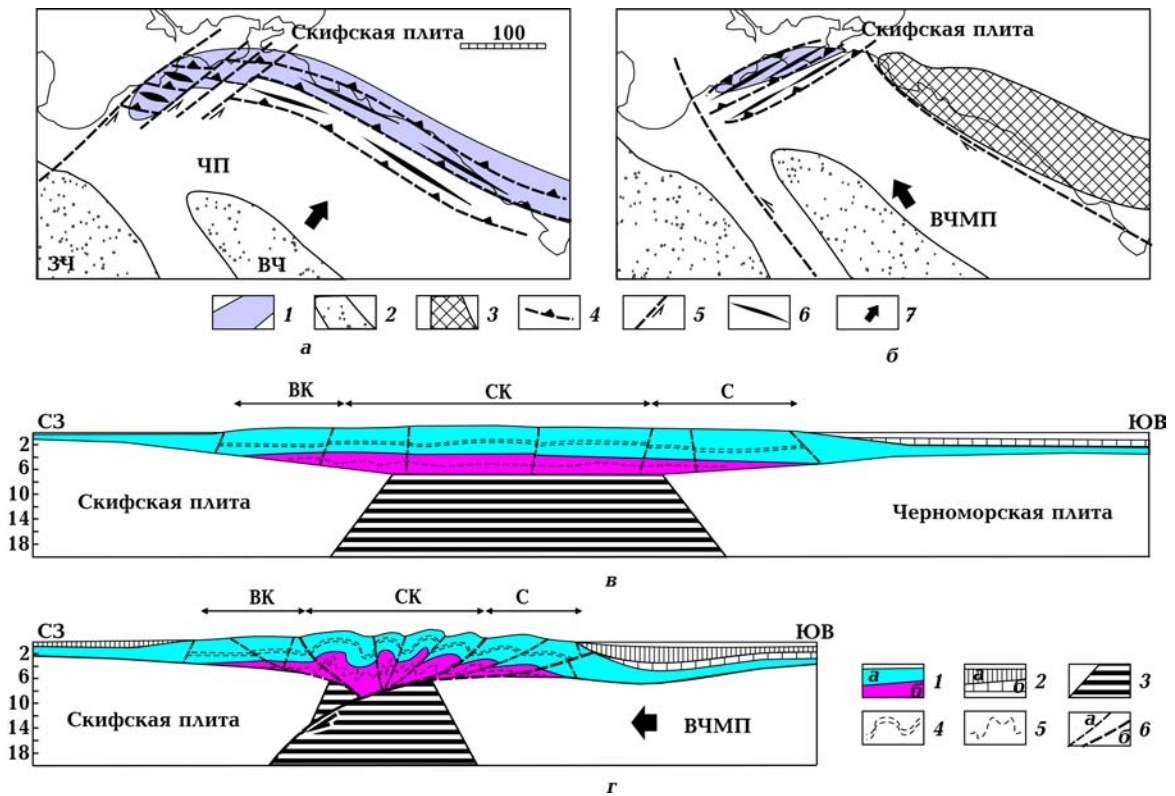 Скифская плита
100
ЧП
ЗЧ
ВЧ
Скифская плита
ВЧМП
1 2 3 4 5 6 7
а
б
ВК СК С
СЗ ЮВ
2
6
10
14
18
Скифская плита
Черноморская плита
в
ВК СК С
СЗ ЮВ
2
6
10
14
18
Скифская плита
ВЧМП
г
а б 1 а б 2 3
4 5 а б 6